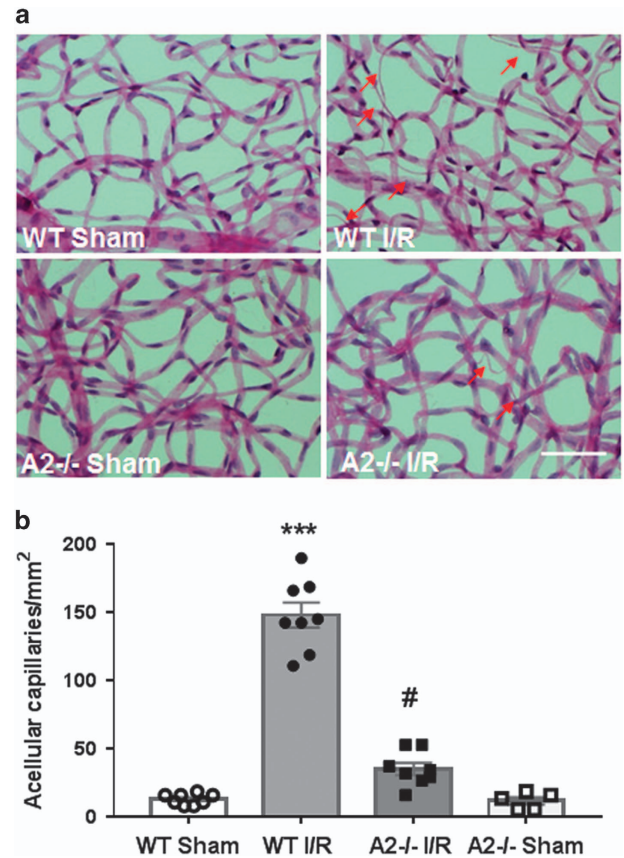 a
WT Sham
WT I/R
A2-/- Sham
A2-/- I/R
b
Acellular capillaries/mm²
200
150
100
50
0
***
#
WT Sham
WT I/R
A2-/- I/R
A2-/- Sham